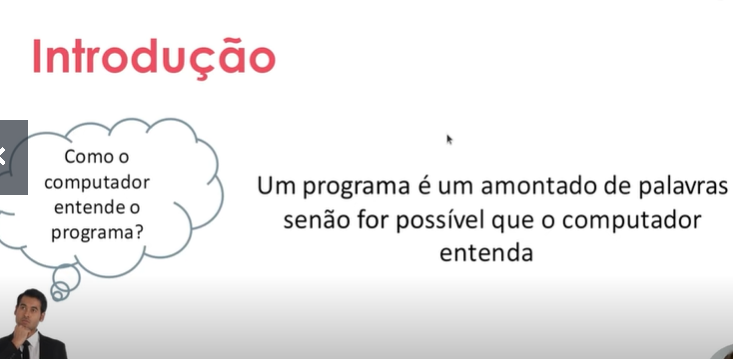 Introdução
Como o
computador
entende o
programa?
Um programa é um amontado de palavras
senão for possível que o computador
entenda